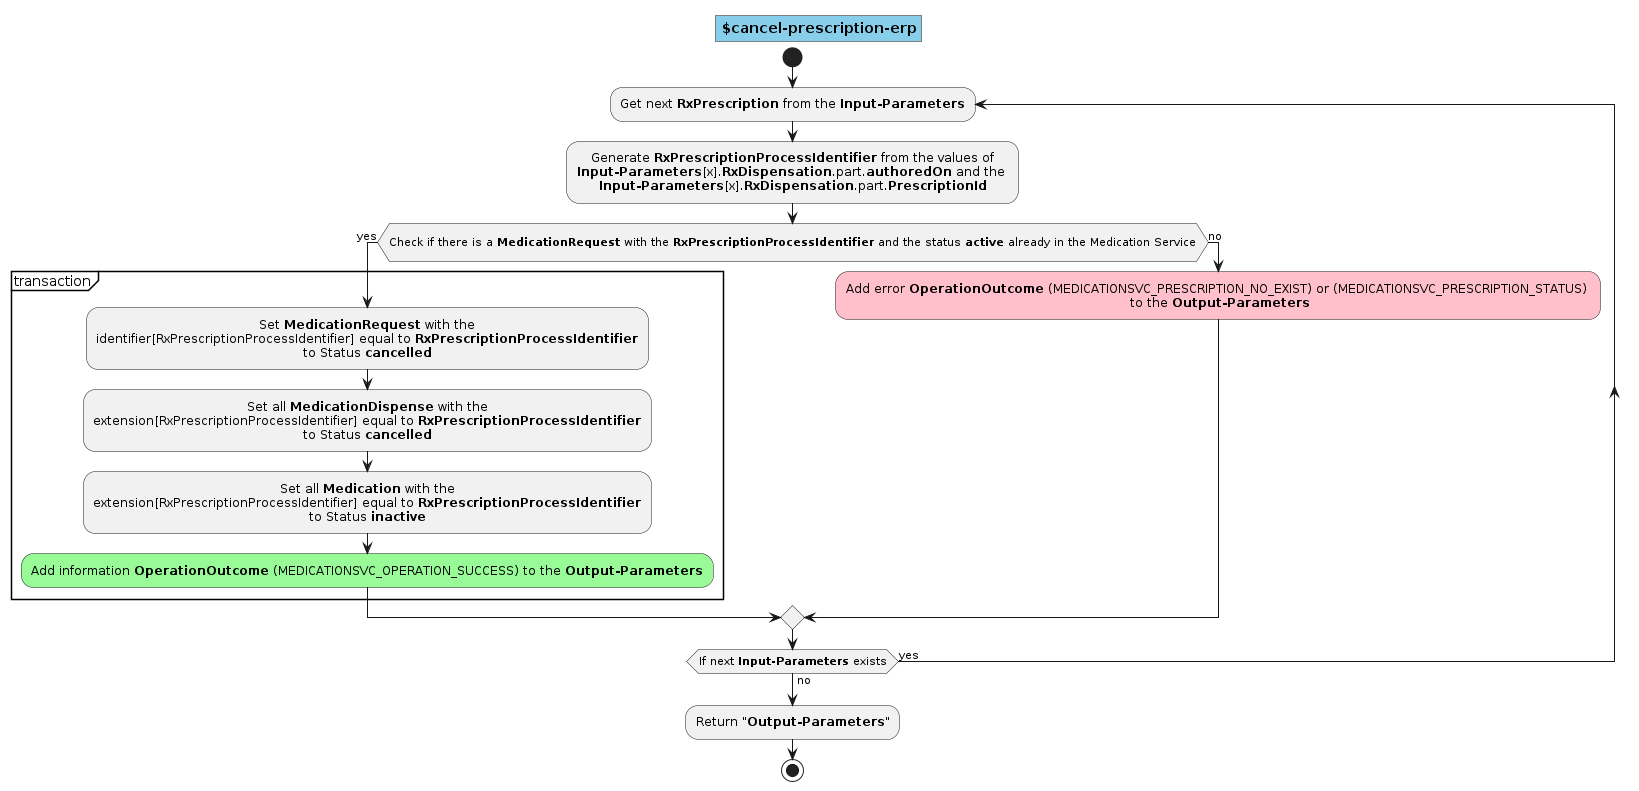 $cancel-prescription-erp
Get next RxPrescription from the Input-Parameters
Generate RxPrescriptionProcessIdentifier from the values of
Input-Parameters[x].RxDispensation.part.authoredOn and the
Input-Parameters[x].RxDispensation.part.PrescriptionId
yes
Check if there is a MedicationRequest with the RxPrescriptionProcessIdentifier and the status active already in the Medication Service
no
transaction
Set MedicationRequest with the
identifier[RxPrescriptionProcessIdentifier] equal to RxPrescriptionProcessIdentifier
to Status cancelled
Set all MedicationDispense with the
extension[RxPrescriptionProcessIdentifier] equal to RxPrescriptionProcessIdentifier
to Status cancelled
Set all Medication with the
extension[RxPrescriptionProcessIdentifier] equal to RxPrescriptionProcessIdentifier
to Status inactive
Add information OperationOutcome (MEDICATIONSVC_OPERATION_SUCCESS) to the Output-Parameters
Add error OperationOutcome (MEDICATIONSVC_PRESCRIPTION_NO_EXIST) or (MEDICATIONSVC_PRESCRIPTION_STATUS)
to the Output-Parameters
If next Input-Parameters exists
yes
no
Return "Output-Parameters"